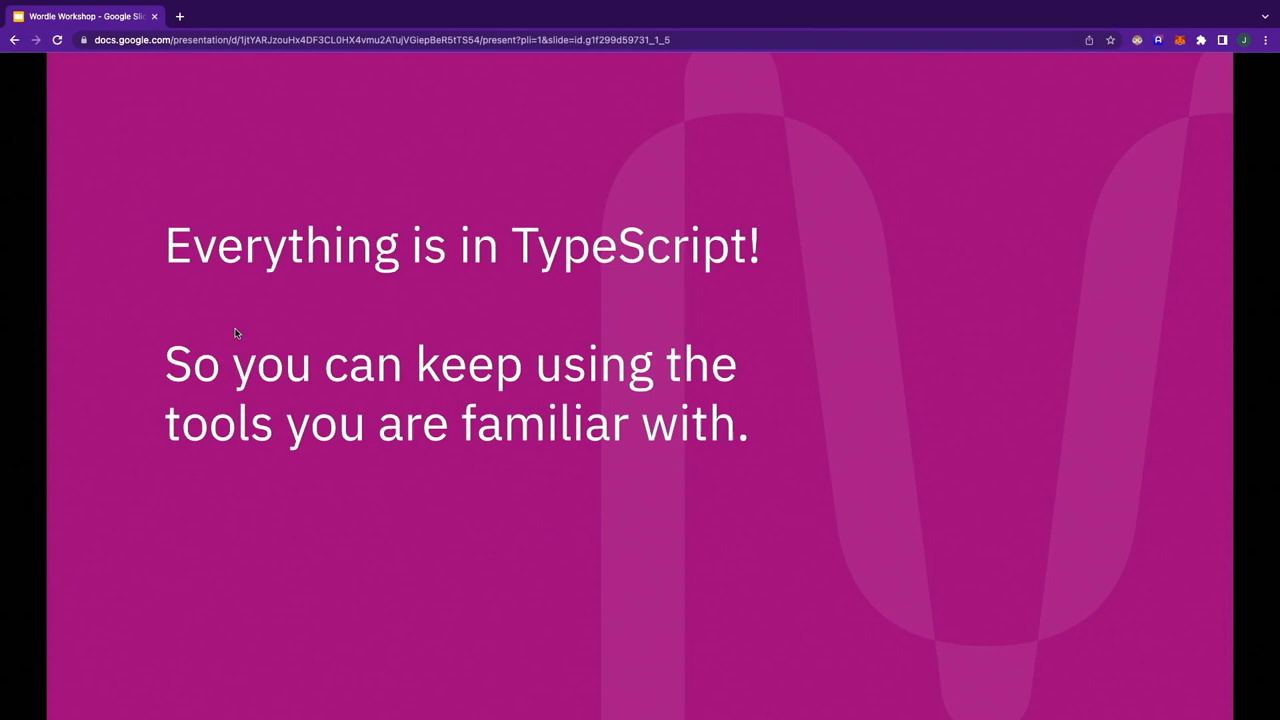 Wordle Workshop - Google Sli
docs.google.com/presentation/d/1jtYARJzouHx4DF3CL0HX4vmu2ATujVGiepBeR5tTS54/present?pli=1&slide=id.g1f299d59731_1_5
J
Everything is in TypeScript!
So you can keep using the
tools you are familiar with.